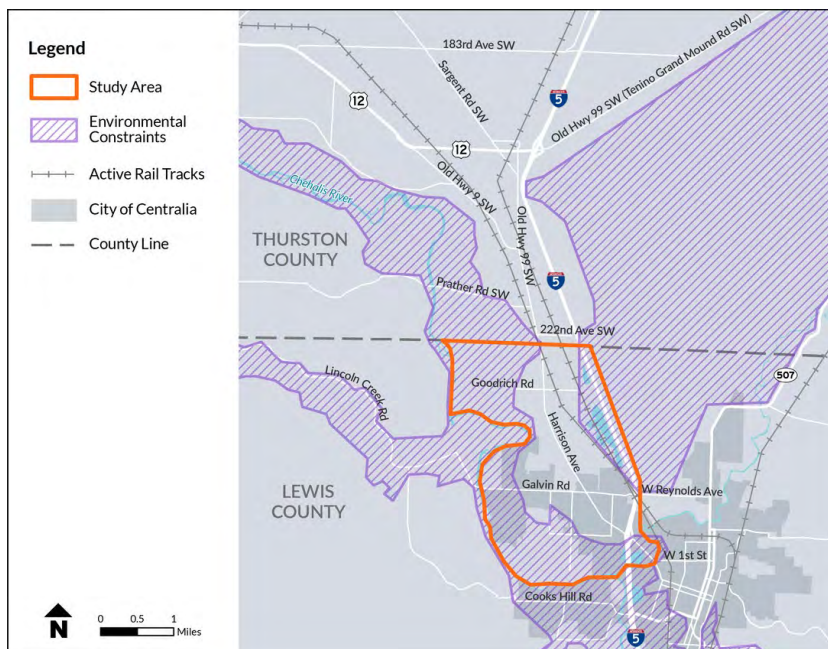 Legend
Study Area
Environmental
Constraints
Active Rail Tracks
City of Centralia
County Line
N
0 0.5 1
Miles
183rd Ave SW
Sargent Rd SW
12
5
Old Hwy 99 SW (Tenino Grand Mound Rd SW)
12
Old Hwy 9 SW
Chehalis River
Old Hwy 99 SW
THURSTON
COUNTY
5
Prather Rd SW
222nd Ave SW
507
Lincoln Creek
Rd
Goodrich Rd
Harrison Ave
LEWIS
COUNTY
Galvin Rd
W Reynolds Ave
W 1st St
Cooks Hill Rd
5